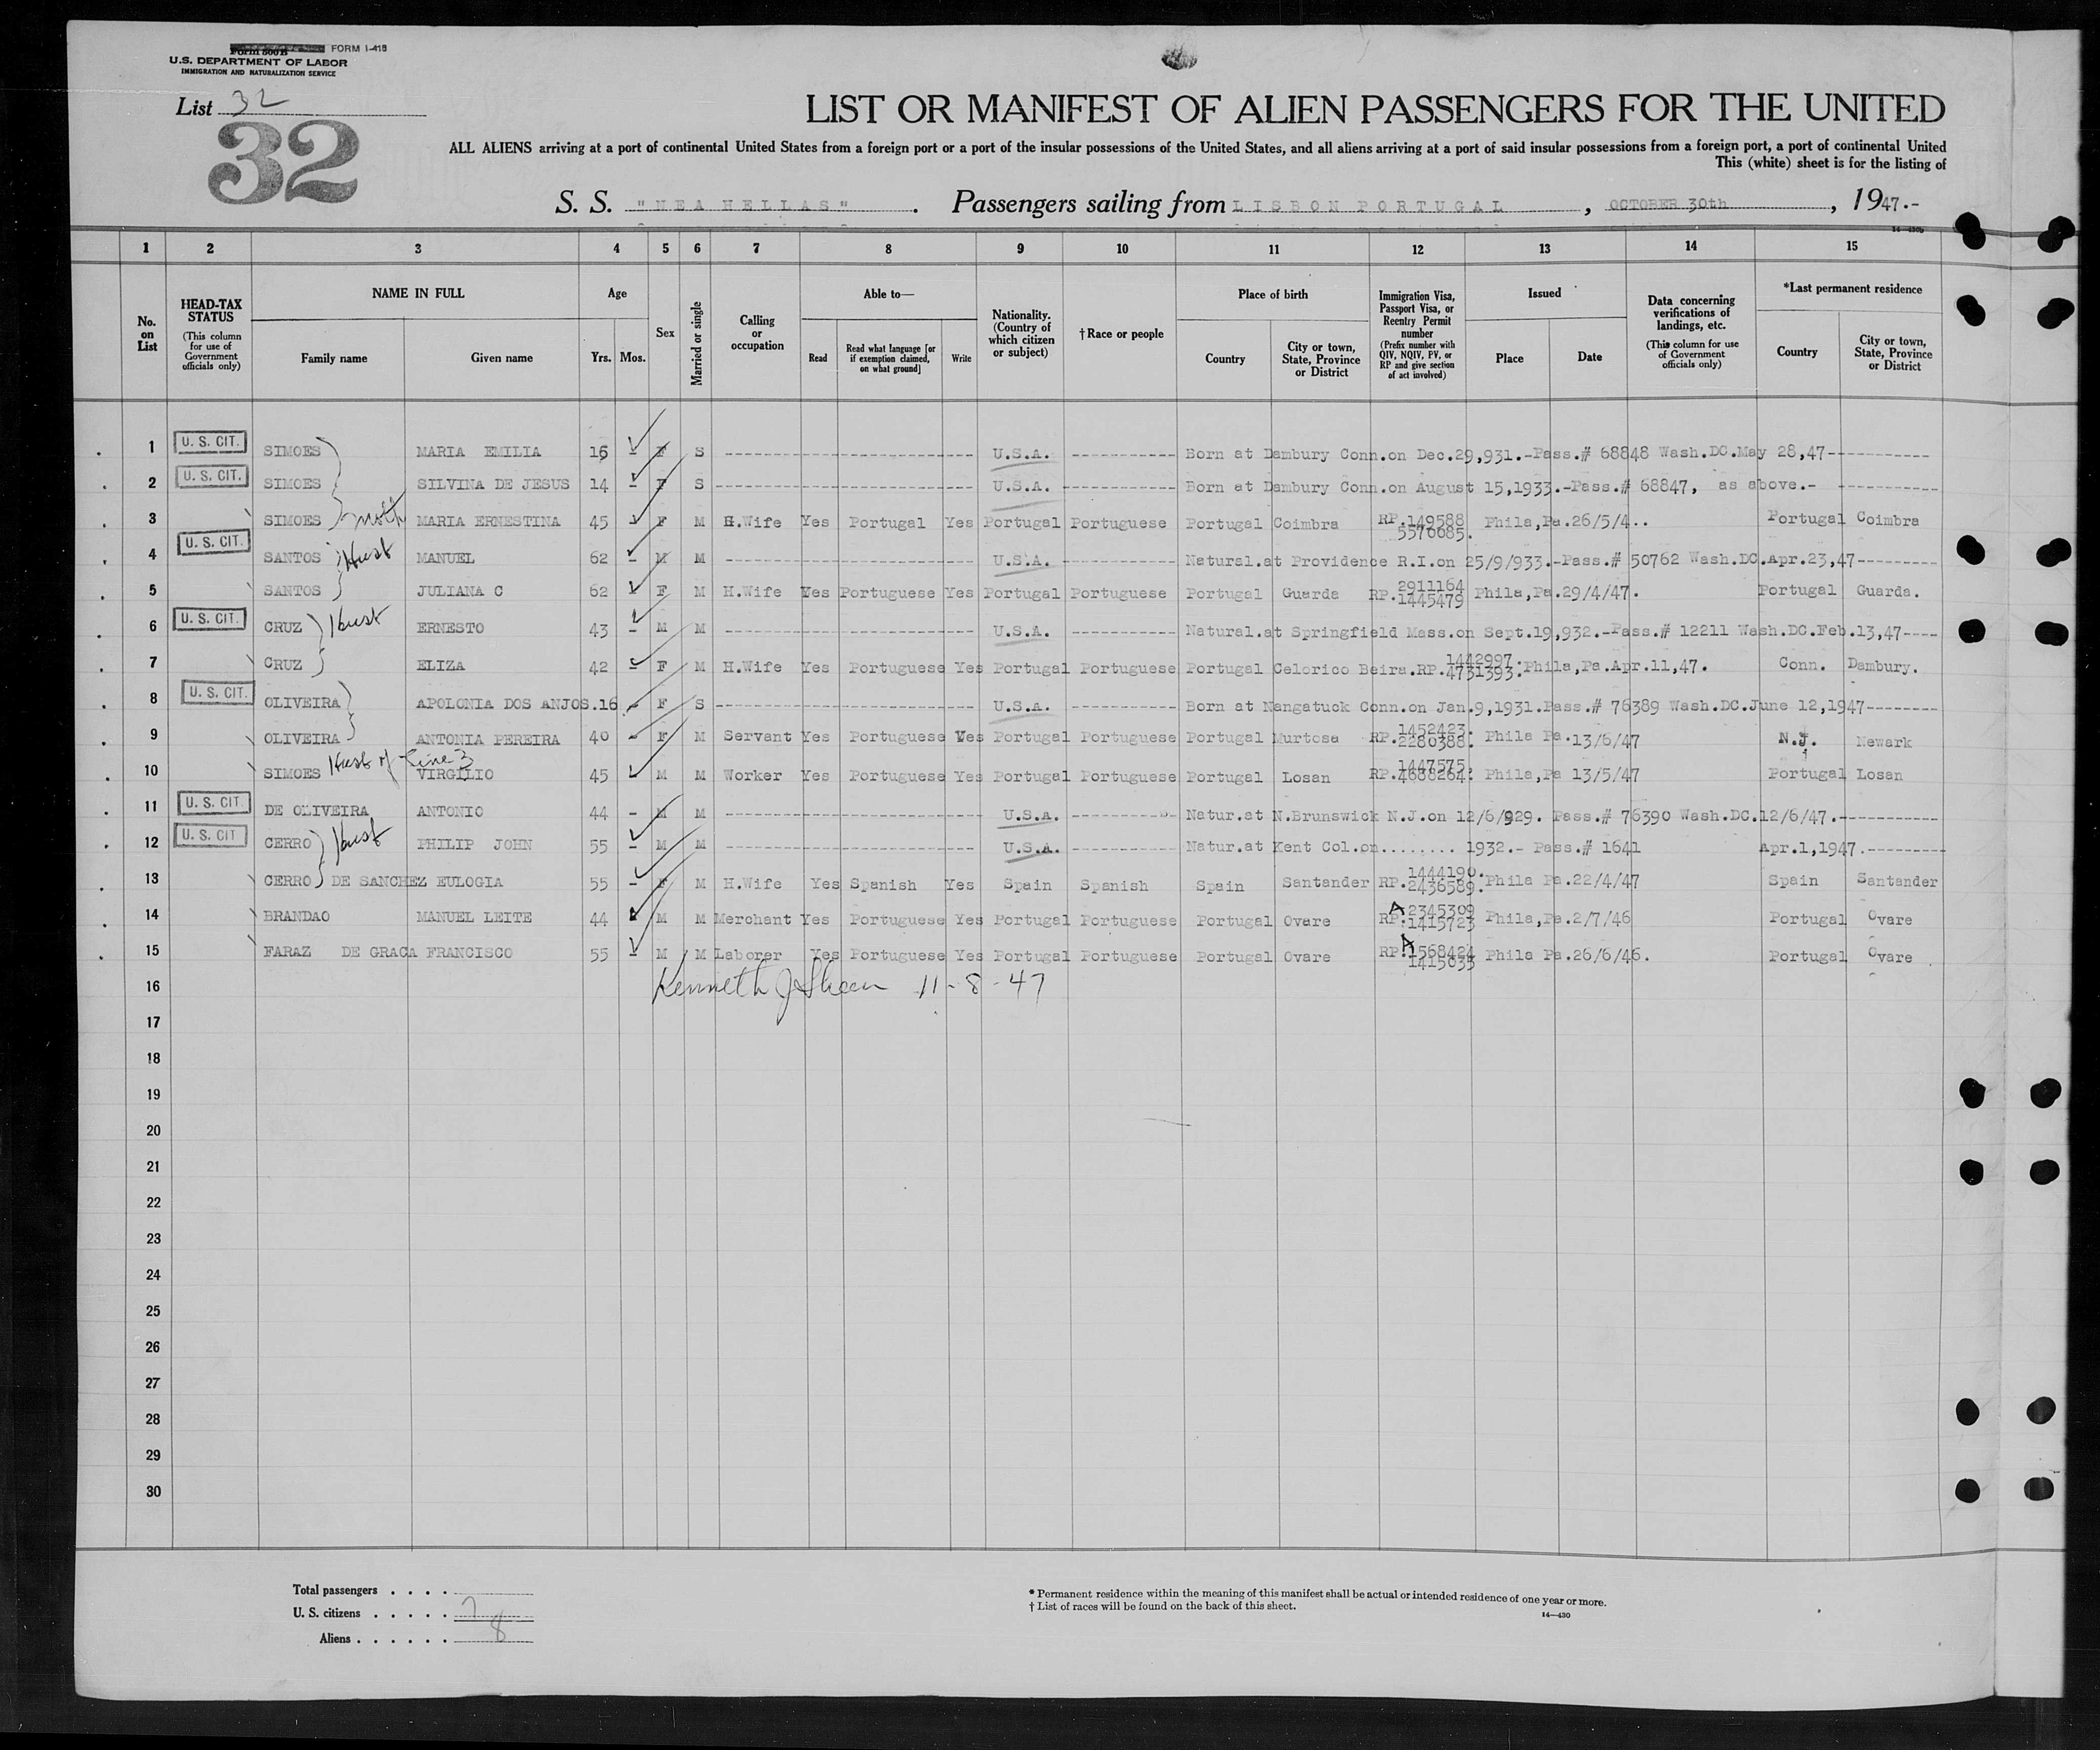 Form 500 B FORM I-415
U.S. DEPARTMENT OF LABOR
IMMIGRATION AND NATURALIZATION SERVICE
List 32
32
LIST OR MANIFEST OF ALIEN PASSENGERS FOR THE UNITED
ALL ALIENS arriving at a port of continental United States from a foreign port or a port of the insular possessions of the United States, and all aliens arriving at a port of said insular possessions from a foreign port, a port of continental United
This (white) sheet is for the listing of
S. S. "NEA HELLAS". Passengers sailing from LISBON PORTUGAL, OCTOBER 30th, 1947.-
14-430b
1 2 3 4 5 6 7 8 9 10 11 12 13 14 15
No. on List
HEAD-TAX STATUS (This column for use of Government officials only)
NAME IN FULL
Family name Given name
Age
Yrs. Mos.
Sex
Married or single
Calling or occupation
Able to—
Read Read what language [or if exemption claimed, on what ground] Write
Nationality. (Country of which citizen or subject)
†Race or people
Place of birth
Country City or town, State, Province or District
Immigration Visa, Passport Visa, or Reentry Permit number (Prefix number with QIV, NQIV, PV, or RP and give section of act involved)
Issued
Place Date
Data concerning verifications of landings, etc. (This column for use of Government officials only)
*Last permanent residence
Country City or town, State, Province or District
1 U. S. CIT. SIMOES MARIA EMILIA 15 - F S U.S.A. Born at Dambury Conn.on Dec.29,931.-Pass.# 68848 Wash.DC.May 28,47
2 U. S. CIT. SIMOES SILVINA DE JESUS 14 - F S U.S.A. Born at Dambury Conn.on August 15,1933.-Pass.# 68847, as above.-
3 SIMOES moth MARIA ERNESTINA 45 - F M H.Wife Yes Portugal Yes Portugal Portuguese Portugal Coimbra RP.149588 5570685. Phila,Pa.26/5/4.. Portugal Coimbra
4 U. S. CIT. SANTOS Hust MANUEL 62 - M M U.S.A. Natural.at Providence R.I.on 25/9/933.-Pass.# 50762 Wash.DC.Apr.23,47
5 SANTOS JULIANA C 62 - F M H.Wife Yes Portuguese Yes Portugal Portuguese Portugal Guarda RP. 2911164 1445479 Phila,Pa.29/4/47. Portugal Guarda.
6 U. S. CIT. CRUZ Hust ERNESTO 43 - M M U.S.A. Natural.at Springfield Mass.on Sept.19,932.-Pass.# 12211 Wash.DC.Feb.13,47
7 CRUZ ELIZA 42 - F M H.Wife Yes Portuguese Yes Portugal Portuguese Portugal Celorico Beira.RP. 1442997. 4731393. Phila,Pa.Apr.11,47. Conn. Dambury.
8 U. S. CIT. OLIVEIRA APOLONIA DOS ANJOS.16 - F S U.S.A. Born at Nangatuck Conn.on Jan.9,1931.Pass.# 76389 Wash.DC.June 12,1947
9 OLIVEIRA ANTONIA PEREIRA 40 - F M Servant Yes Portuguese Yes Portugal Portuguese Portugal Murtosa RP. 1452423. 2280388. Phila Pa.13/6/47 N.J. Newark
10 SIMOES Hust of Line 3 VIRGILIO 45 M M Worker Yes Portuguese Yes Portugal Portuguese Portugal Losan RP. 1447575. 4688264. Phila,Pa 13/5/47 Portugal Losan
11 U. S. CIT. DE OLIVEIRA ANTONIO 44 - M M U.S.A. Natur.at N.Brunswick N.J.on 12/6/929. Pass.# 76390 Wash.DC.12/6/47.-
12 U. S. CIT CERRO Hust PHILIP JOHN 55 - M M U.S.A. Natur.at Kent Col.on........ 1932.- Pass.# 1641 Apr.1,1947.
13 CERRO DE SANCHEZ EULOGIA 55 - F M H.Wife Yes Spanish Yes Spain Spanish Spain Santander RP. 1444190. 2436589. Phila Pa.22/4/47 Spain Santander
14 BRANDAO MANUEL LEITE 44 M M Merchant Yes Portuguese Yes Portugal Portuguese Portugal Ovare RP. A 2345309 1415723 Phila,Pa.2/7/46 Portugal Ovare
15 FARAZ DE GRACA FRANCISCO 55 - M M Laborer Yes Portuguese Yes Portugal Portuguese Portugal Ovare RP. A 1568424 1415035 Phila Pa.26/6/46. Portugal Ovare
16 Kenneth J Shean 11-8-47
17
18
19
20
21
22
23
24
25
26
27
28
29
30
Total passengers . . . .
U. S. citizens . . . . . 7
Aliens . . . . . . 8
* Permanent residence within the meaning of this manifest shall be actual or intended residence of one year or more.
† List of races will be found on the back of this sheet.
14—430